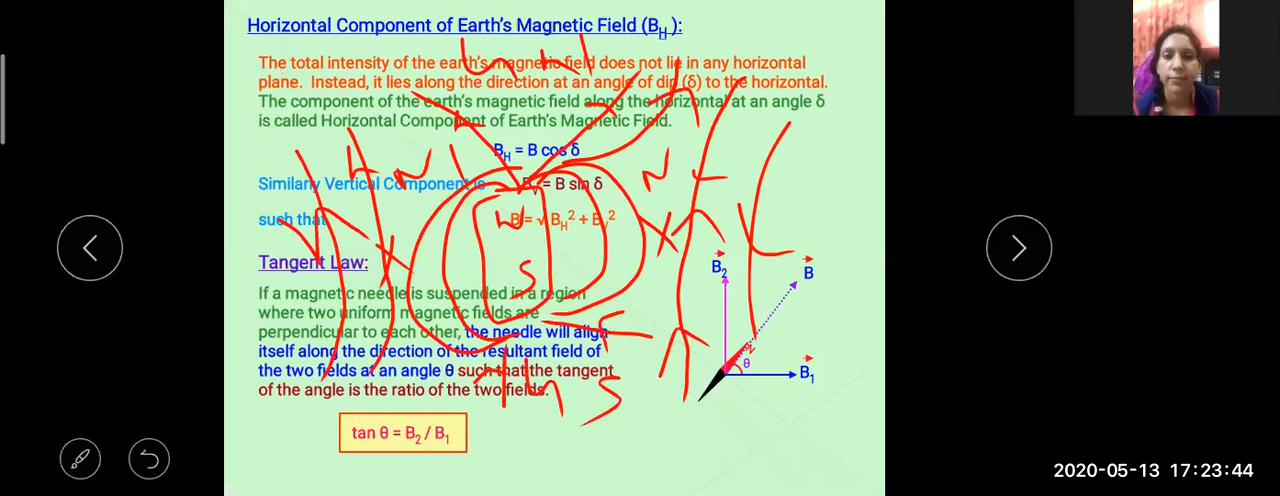 Horizontal Component of Earth's Magnetic Field (BH):
The total intensity of the earth's magnetic field does not lie in any horizontal
plane. Instead, it lies along the direction at an angle of dip (δ) to the horizontal.
The component of the earth's magnetic field along the horizontal at an angle δ
is called Horizontal Component of Earth's Magnetic Field.
BH = B cos δ
Similarly Vertical Component is BV = B sin δ
such that B = √ BH² + BV²
Tangent Law:
If a magnetic needle is suspended in a region
where two uniform magnetic fields are
perpendicular to each other, the needle will align
itself along the direction of the resultant field of
the two fields at an angle θ such that the tangent
of the angle is the ratio of the two fields.
tan θ = B2 / B1
B2
B
N
θ
B1
N
S
N
S
2020-05-13 17:23:44